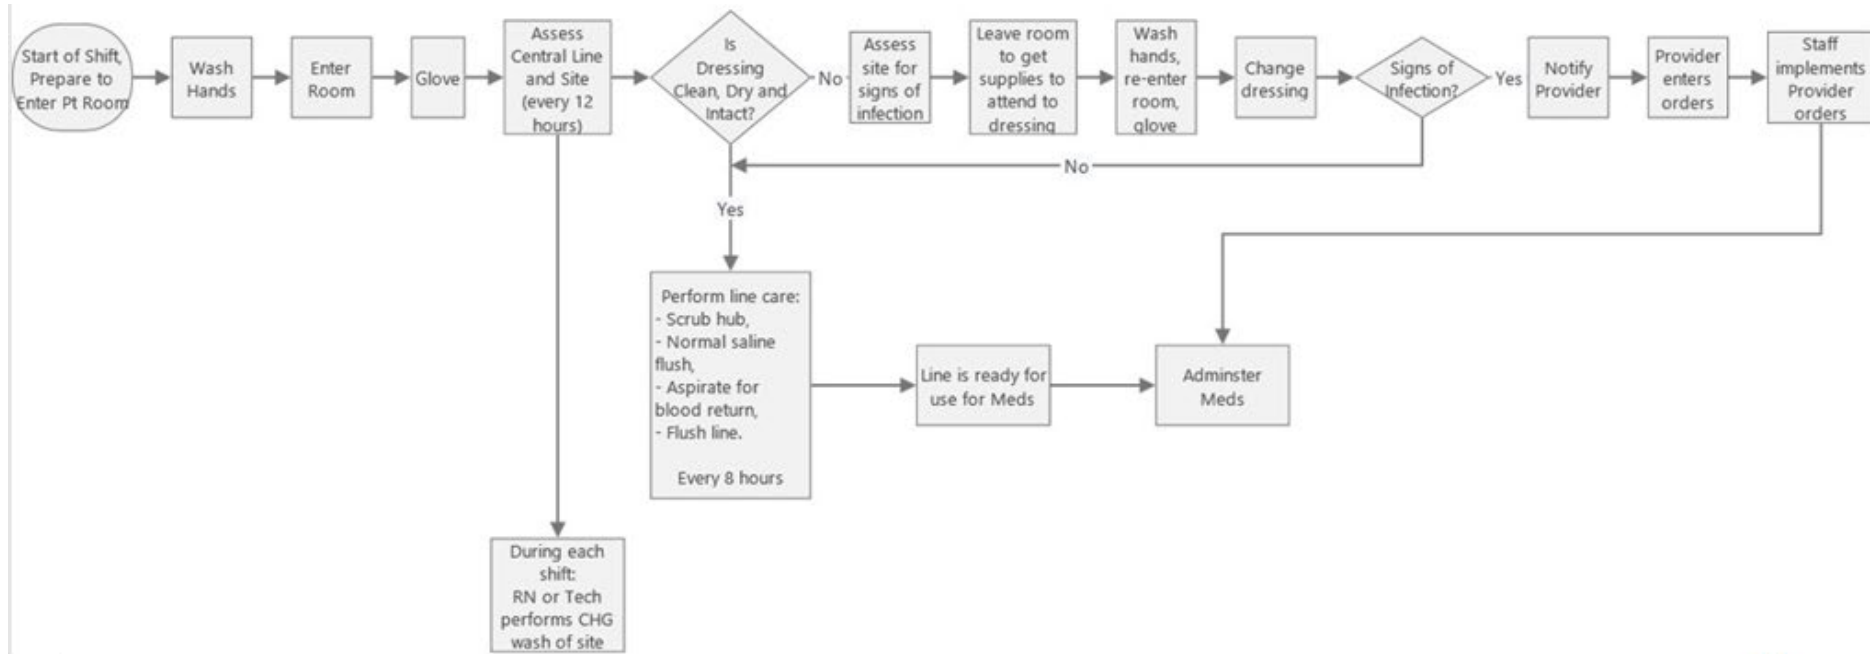 Start of Shift,
Prepare to
Enter Pt Room
Wash
Hands
Enter
Room
Glove
Assess
Central Line
and Site
(every 12
hours)
Is
Dressing
Clean, Dry and
Intact?
No
Assess
site for
signs of
infection
Leave room
to get
supplies to
attend to
dressing
Wash
hands,
re-enter
room,
glove
Change
dressing
Signs of
Infection?
Yes
Notify
Provider
Provider
enters
orders
Staff
implements
Provider
orders
No
Yes
Perform line care:
- Scrub hub,
- Normal saline
flush,
- Aspirate for
blood return,
- Flush line.
Every 8 hours
Line is ready for
use for Meds
Adminster
Meds
During each
shift:
RN or Tech
performs CHG
wash of site